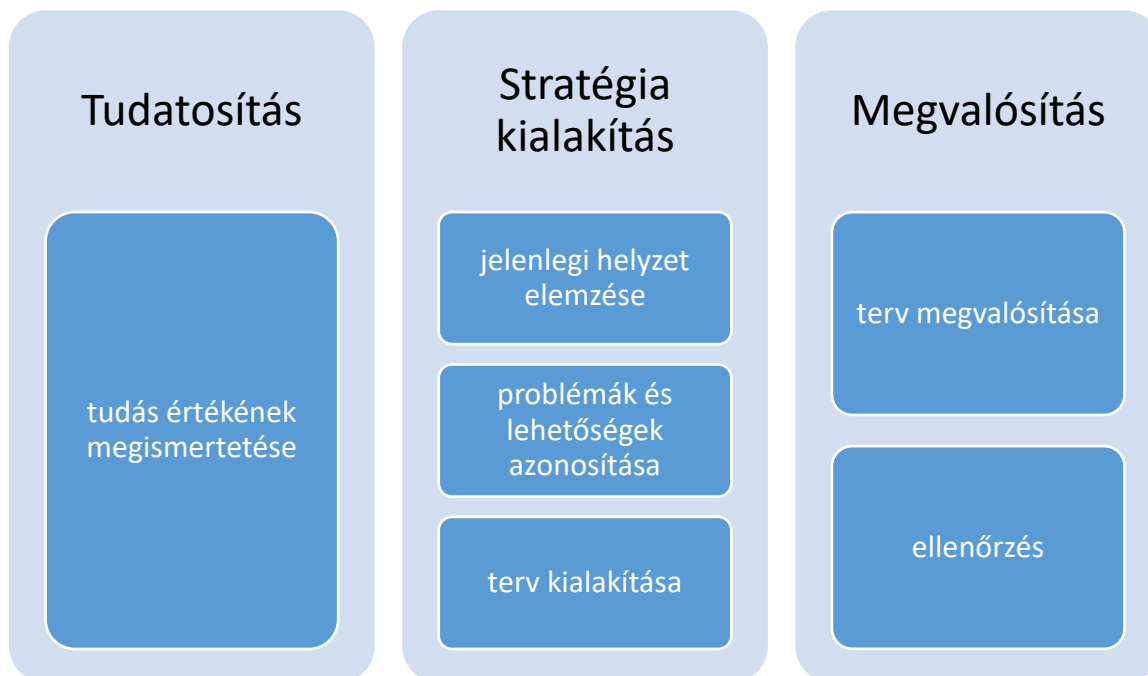 Tudatosítás
tudás értékének
megismertetése
Stratégia
kialakítás
jelenlegi helyzet
elemzése
problémák és
lehetőségek
azonosítása
terv kialakítása
Megvalósítás
terv megvalósítása
ellenőrzés